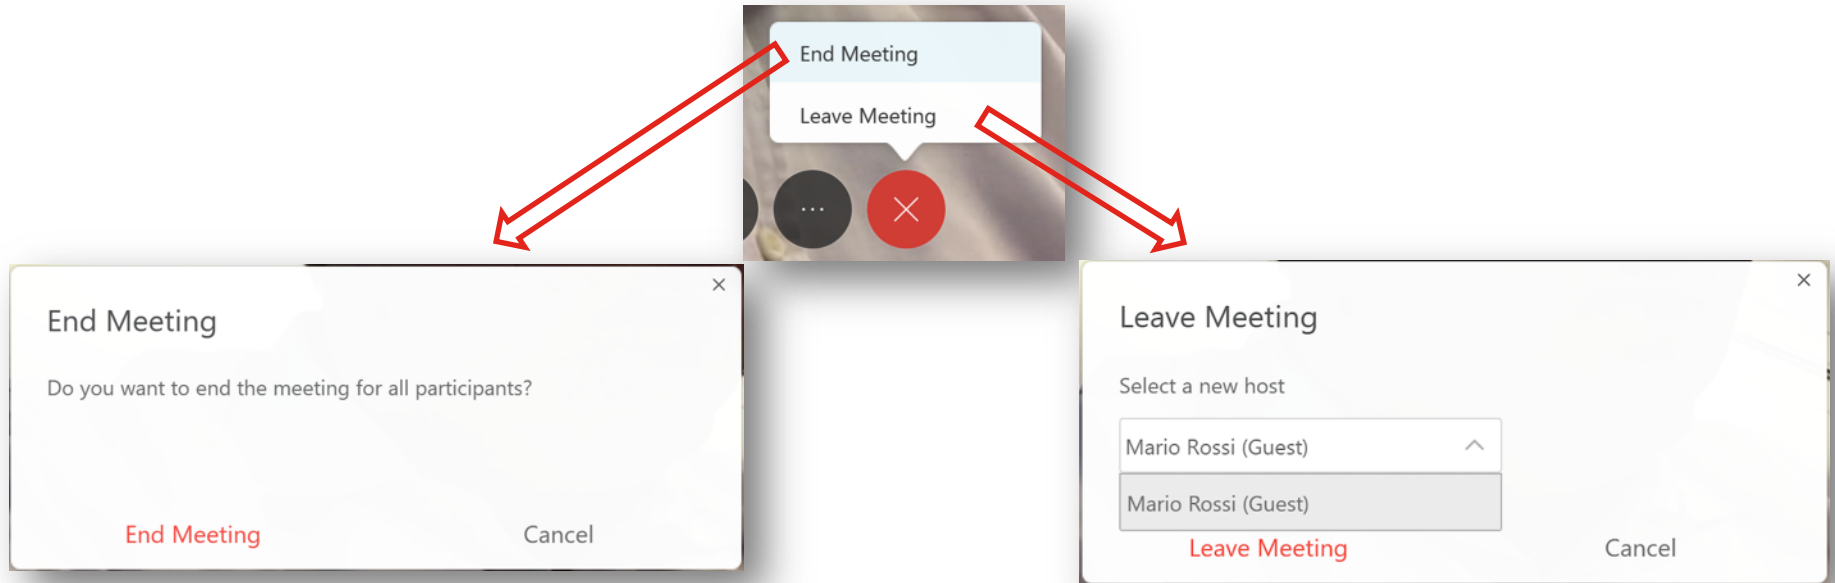 End Meeting
Leave Meeting
End Meeting
Do you want to end the meeting for all participants?
End Meeting
Cancel
Leave Meeting
Select a new host
Mario Rossi (Guest)
Mario Rossi (Guest)
Leave Meeting
Cancel